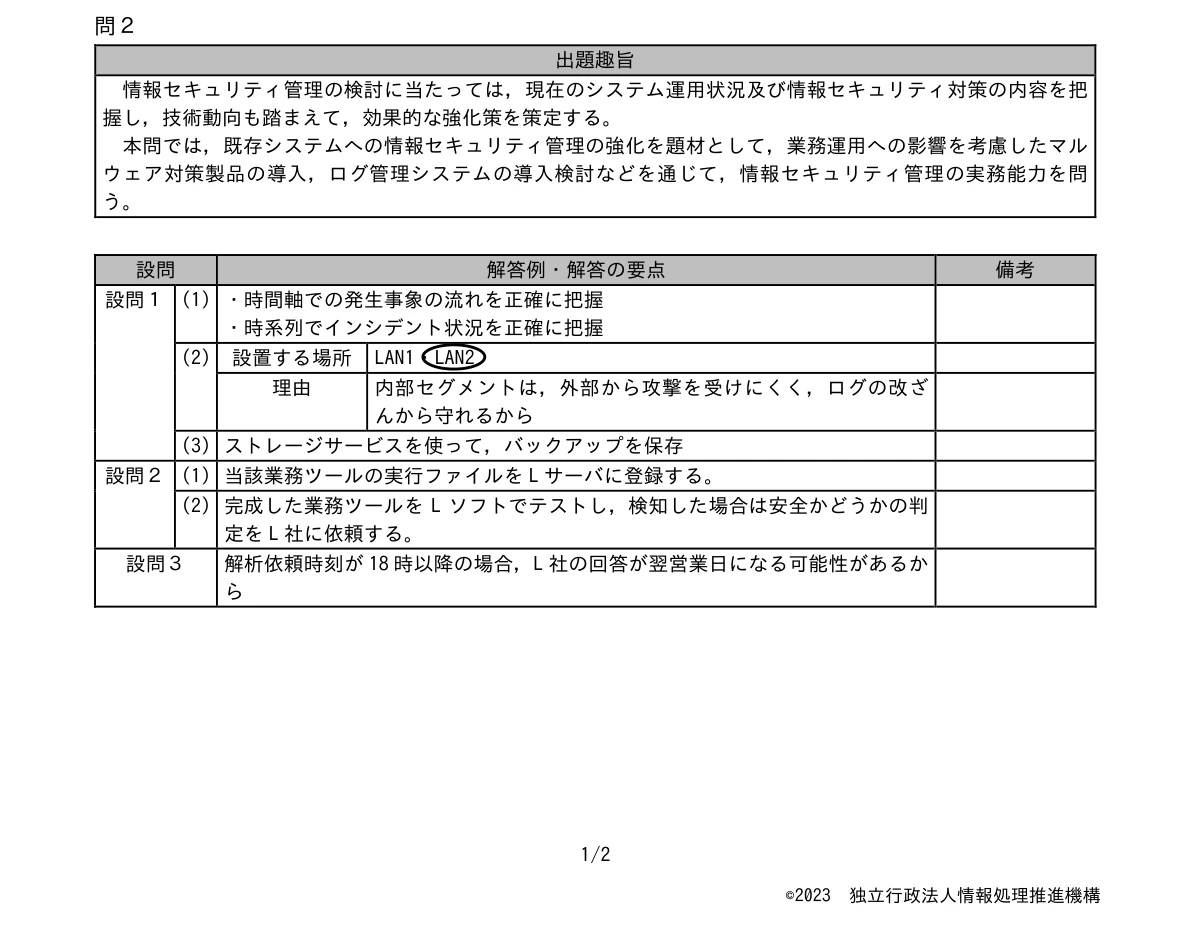 問２
出題趣旨
　情報セキュリティ管理の検討に当たっては，現在のシステム運用状況及び情報セキュリティ対策の内容を把
握し，技術動向も踏まえて，効果的な強化策を策定する。
　本問では，既存システムへの情報セキュリティ管理の強化を題材として，業務運用への影響を考慮したマル
ウェア対策製品の導入，ログ管理システムの導入検討などを通じて，情報セキュリティ管理の実務能力を問
う。
設問 解答例・解答の要点 備考
設問１ (1) ・時間軸での発生事象の流れを正確に把握
・時系列でインシデント状況を正確に把握
(2) 設置する場所 LAN1 ・ LAN2
理由 内部セグメントは，外部から攻撃を受けにくく，ログの改ざ
んから守れるから
(3) ストレージサービスを使って，バックアップを保存
設問２ (1) 当該業務ツールの実行ファイルをＬサーバに登録する。
(2) 完成した業務ツールを L ソフトでテストし，検知した場合は安全かどうかの判
定をＬ社に依頼する。
設問３ 解析依頼時刻が 18 時以降の場合，L 社の回答が翌営業日になる可能性があるか
ら
1/2
©2023　独立行政法人情報処理推進機構